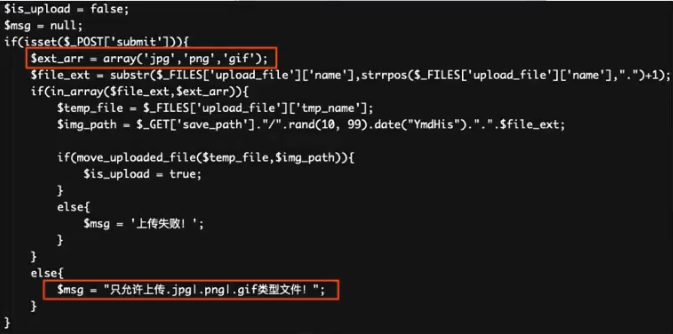 $is_upload = false;
$msg = null;
if(isset($_POST['submit'])){
    $ext_arr = array('jpg','png','gif');
    $file_ext = substr($_FILES['upload_file']['name'],strrpos($_FILES['upload_file']['name'],".")+1);
    if(in_array($file_ext,$ext_arr)){
        $temp_file = $_FILES['upload_file']['tmp_name'];
        $img_path = $_GET['save_path']."/".rand(10, 99).date("YmdHis").".".$file_ext;

        if(move_uploaded_file($temp_file,$img_path)){
            $is_upload = true;
        }
        else{
            $msg = '上传失败！';
        }
    }
    else{
        $msg = "只允许上传.jpg|.png|.gif类型文件！";
    }
}